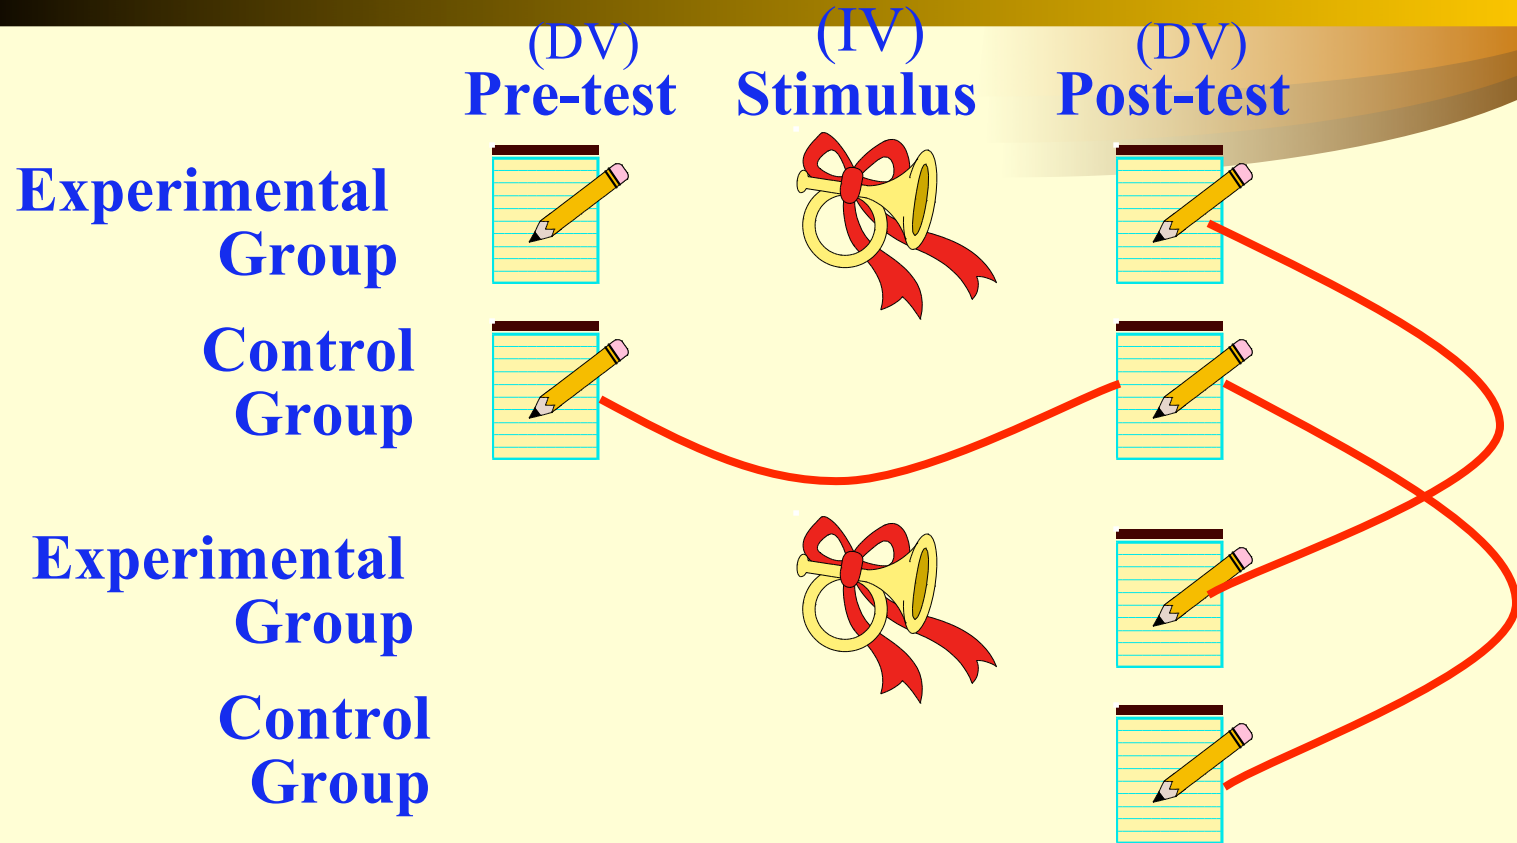 (DV) (IV) (DV)
Pre-test Stimulus Post-test
Experimental
Group
Control
Group
Experimental
Group
Control
Group